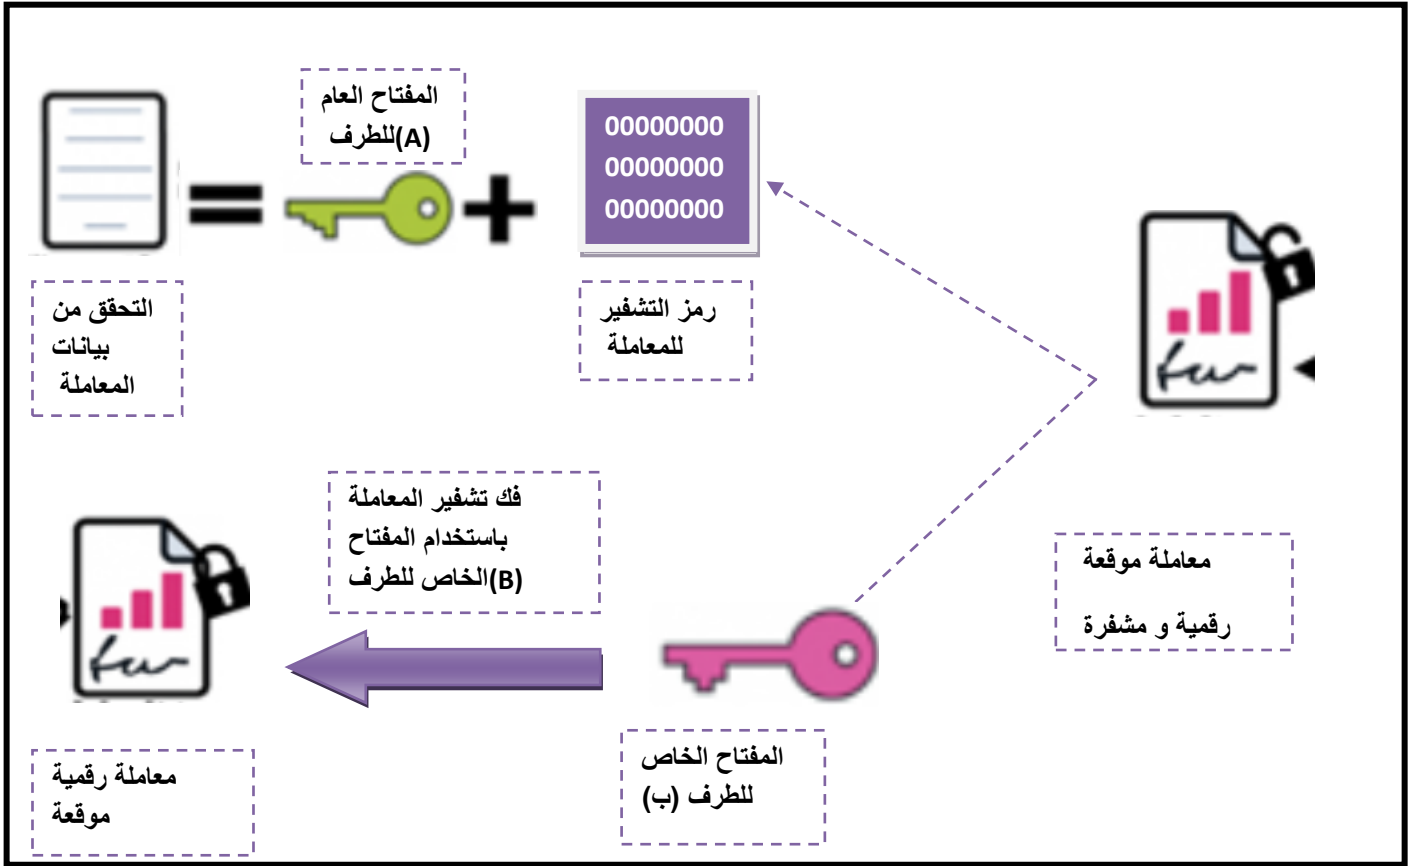 المفتاح العام
للطرف (A)
00000000
00000000
00000000
التحقق من
بيانات
المعاملة
رمز التشفير
للمعاملة
فك تشفير المعاملة
باستخدام المفتاح
الخاص للطرف (B)
معاملة موقعة
رقمية و مشفرة
المفتاح الخاص
للطرف (ب)
معاملة رقمية
موقعة